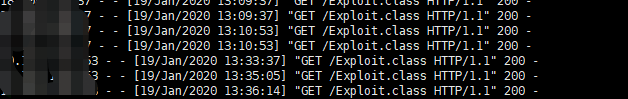 57 - - [19/Jan/2020 13:09:37] "GET /Exploit.class HTTP/1.1" 200 -
- - [19/Jan/2020 13:09:37] "GET /Exploit.class HTTP/1.1" 200 -
- - [19/Jan/2020 13:10:53] "GET /Exploit.class HTTP/1.1" 200 -
- - [19/Jan/2020 13:10:53] "GET /Exploit.class HTTP/1.1" 200 -
53 - - [19/Jan/2020 13:33:37] "GET /Exploit.class HTTP/1.1" 200 -
53 - - [19/Jan/2020 13:35:05] "GET /Exploit.class HTTP/1.1" 200 -
3 - - [19/Jan/2020 13:36:14] "GET /Exploit.class HTTP/1.1" 200 -